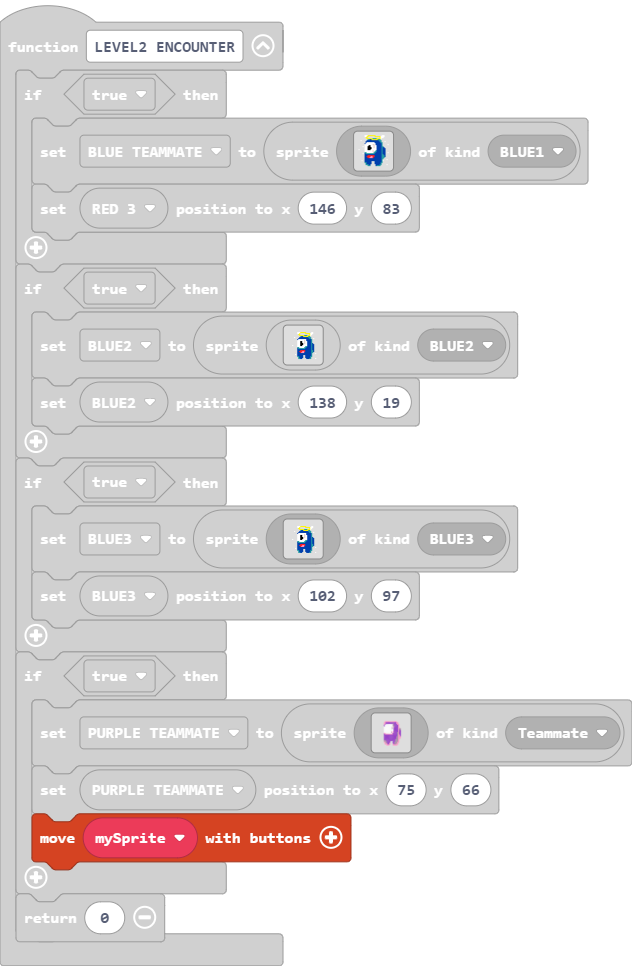 function LEVEL2 ENCOUNTER
if true then
set BLUE TEAMMATE to sprite of kind BLUE1
set RED 3 position to x 146 y 83
if true then
set BLUE2 to sprite of kind BLUE2
set BLUE2 position to x 138 y 19
if true then
set BLUE3 to sprite of kind BLUE3
set BLUE3 position to x 102 y 97
if true then
set PURPLE TEAMMATE to sprite of kind Teammate
set PURPLE TEAMMATE position to x 75 y 66
move mySprite with buttons
return 0